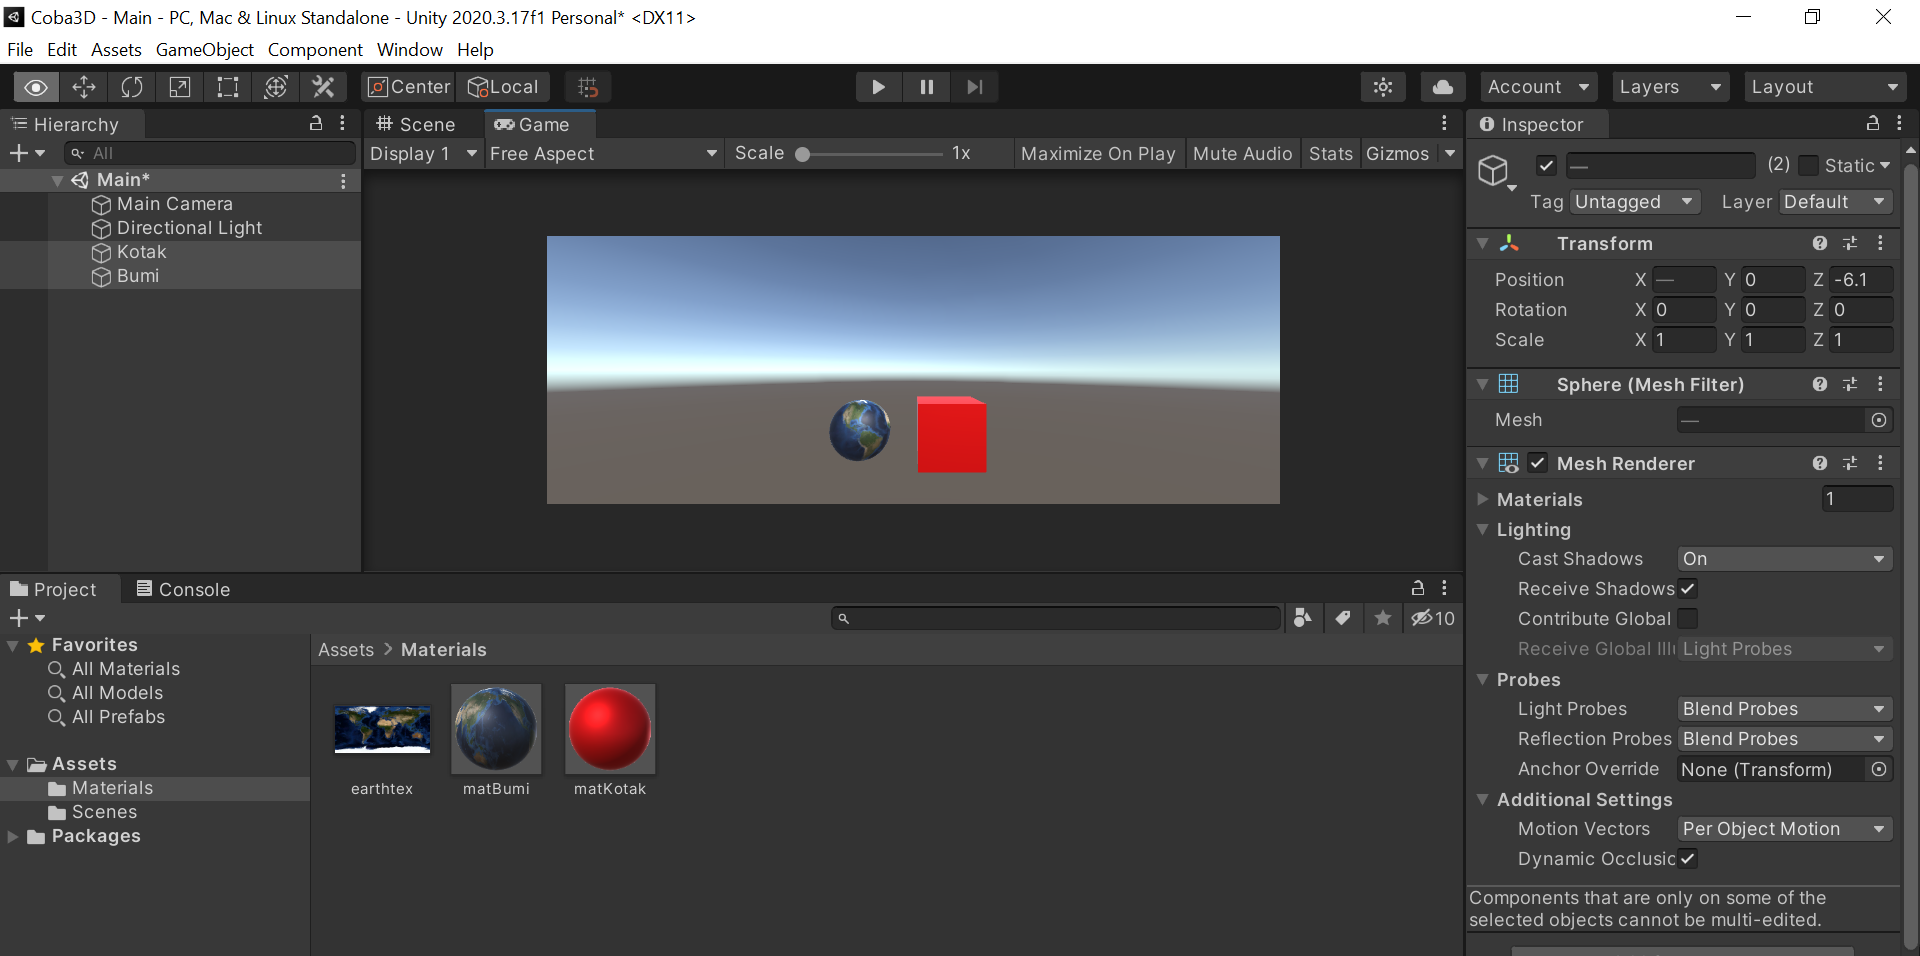 Coba3D - Main - PC, Mac & Linux Standalone - Unity 2020.3.17f1 Personal* <DX11>
File Edit Assets GameObject Component Window Help
Center Local Account Layers Layout
Hierarchy
All
Main*
Main Camera
Directional Light
Kotak
Bumi
Scene Game
Display 1 Free Aspect Scale 1x Maximize On Play Mute Audio Stats Gizmos
Inspector
— (2) Static
Tag Untagged Layer Default
Transform
Position X — Y 0 Z -6.1
Rotation X 0 Y 0 Z 0
Scale X 1 Y 1 Z 1
Sphere (Mesh Filter)
Mesh —
Mesh Renderer
Materials 1
Lighting
Cast Shadows On
Receive Shadows
Contribute Global
Receive Global Illu Light Probes
Probes
Light Probes Blend Probes
Reflection Probes Blend Probes
Anchor Override None (Transform)
Additional Settings
Motion Vectors Per Object Motion
Dynamic Occlusic
Components that are only on some of the
selected objects cannot be multi-edited.
Project Console
10
Favorites
All Materials
All Models
All Prefabs
Assets
Materials
Scenes
Packages
Assets > Materials
earthtex matBumi matKotak